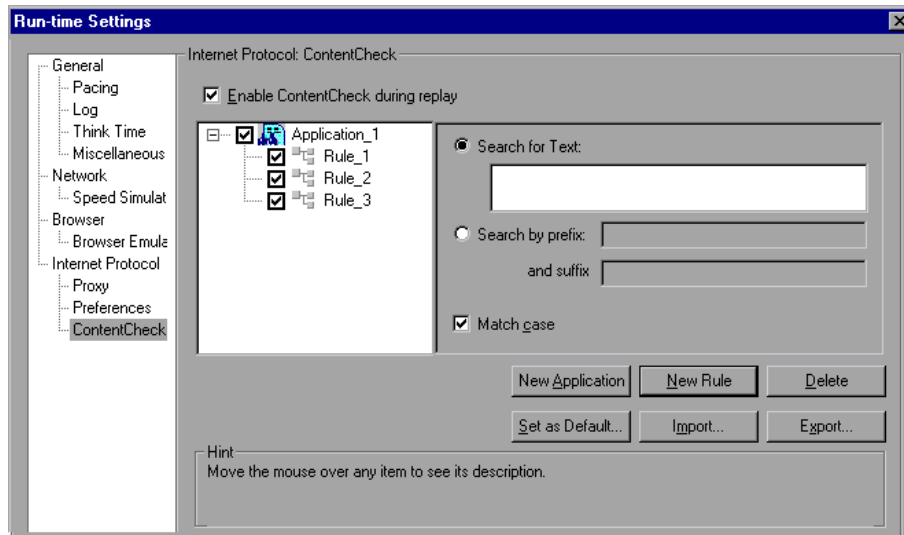 Run-time Settings
General
Pacing
Log
Think Time
Miscellaneous
Network
Speed Simulat
Browser
Browser Emula
Internet Protocol
Proxy
Preferences
ContentCheck
Internet Protocol: ContentCheck
Enable ContentCheck during replay
Application_1
Rule_1
Rule_2
Rule_3
Search for Text:
Search by prefix:
and suffix
Match case
New Application
New Rule
Delete
Set as Default...
Import...
Export...
Hint
Move the mouse over any item to see its description.